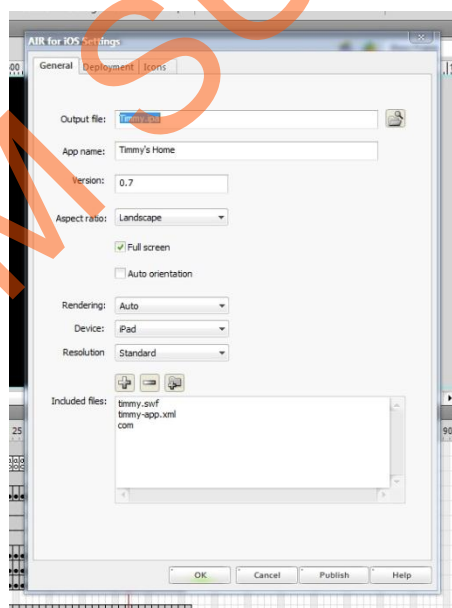 AIR for iOS Settings
General Deployment Icons
Output file: Timmy.ipa
App name: Timmy's Home
Version: 0.7
Aspect ratio: Landscape
Full screen
Auto orientation
Rendering: Auto
Device: iPad
Resolution Standard
Included files: timmy.swf
timmy-app.xml
com
25
90
OK Cancel Publish Help